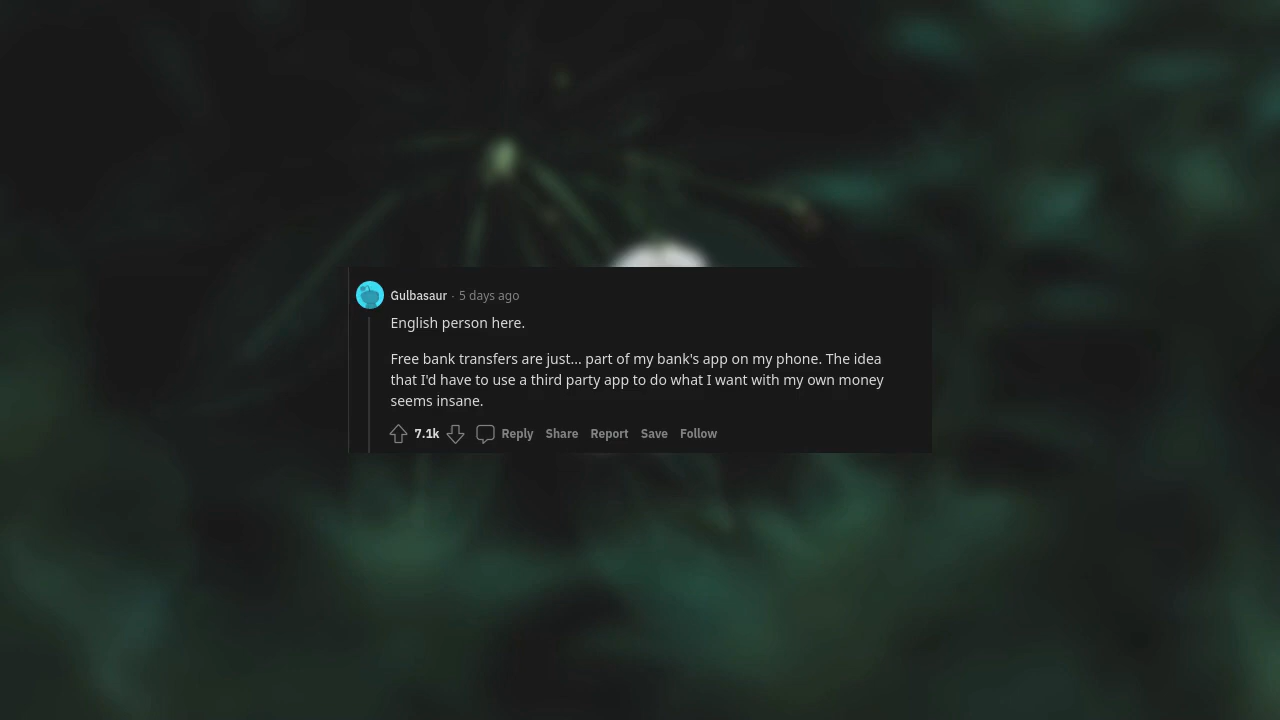 Gulbasaur · 5 days ago
English person here.
Free bank transfers are just... part of my bank's app on my phone. The idea
that I'd have to use a third party app to do what I want with my own money
seems insane.
7.1k Reply Share Report Save Follow